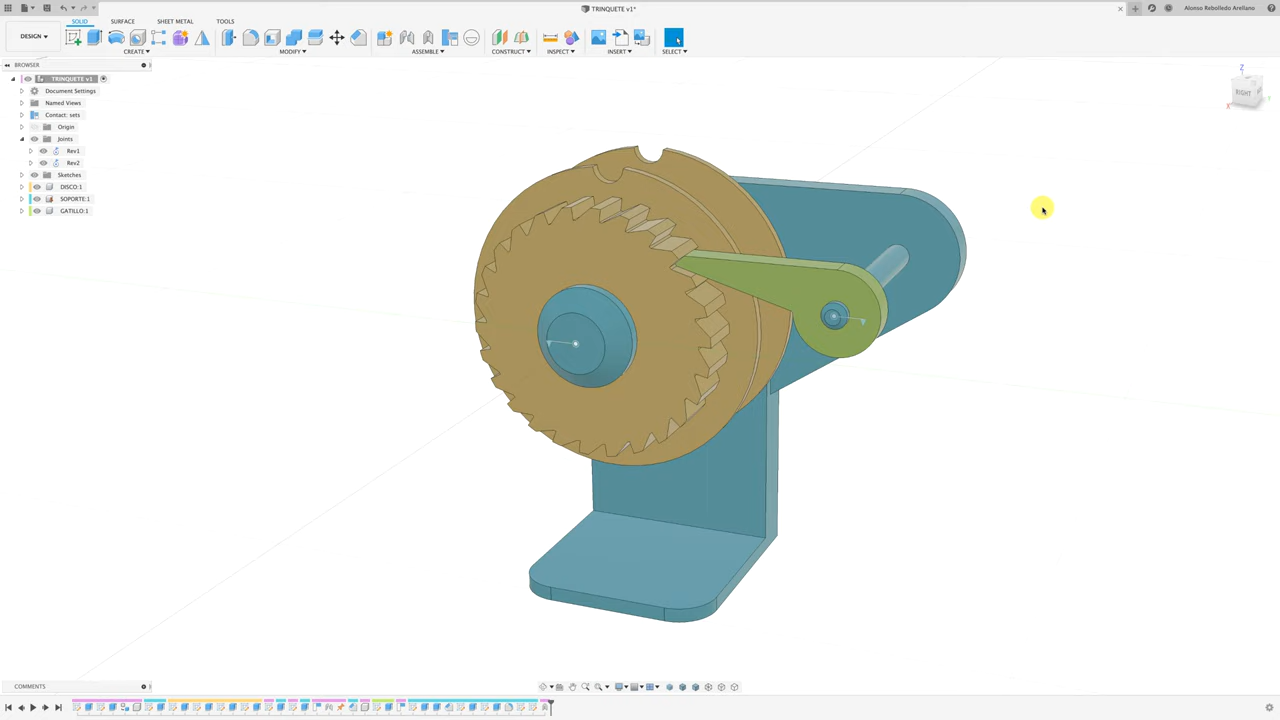 TRINQUETE v1*
Alonso Rebolledo Arellano
DESIGN
SOLID SURFACE SHEET METAL TOOLS
CREATE MODIFY ASSEMBLE CONSTRUCT INSPECT INSERT SELECT
BROWSER
TRINQUETE v1
Document Settings
Named Views
Contact: sets
Origin
Joints
Rev1
Rev2
Sketches
DISCO:1
SOPORTE:1
GATILLO:1
Z
RIGHT
X
COMMENTS